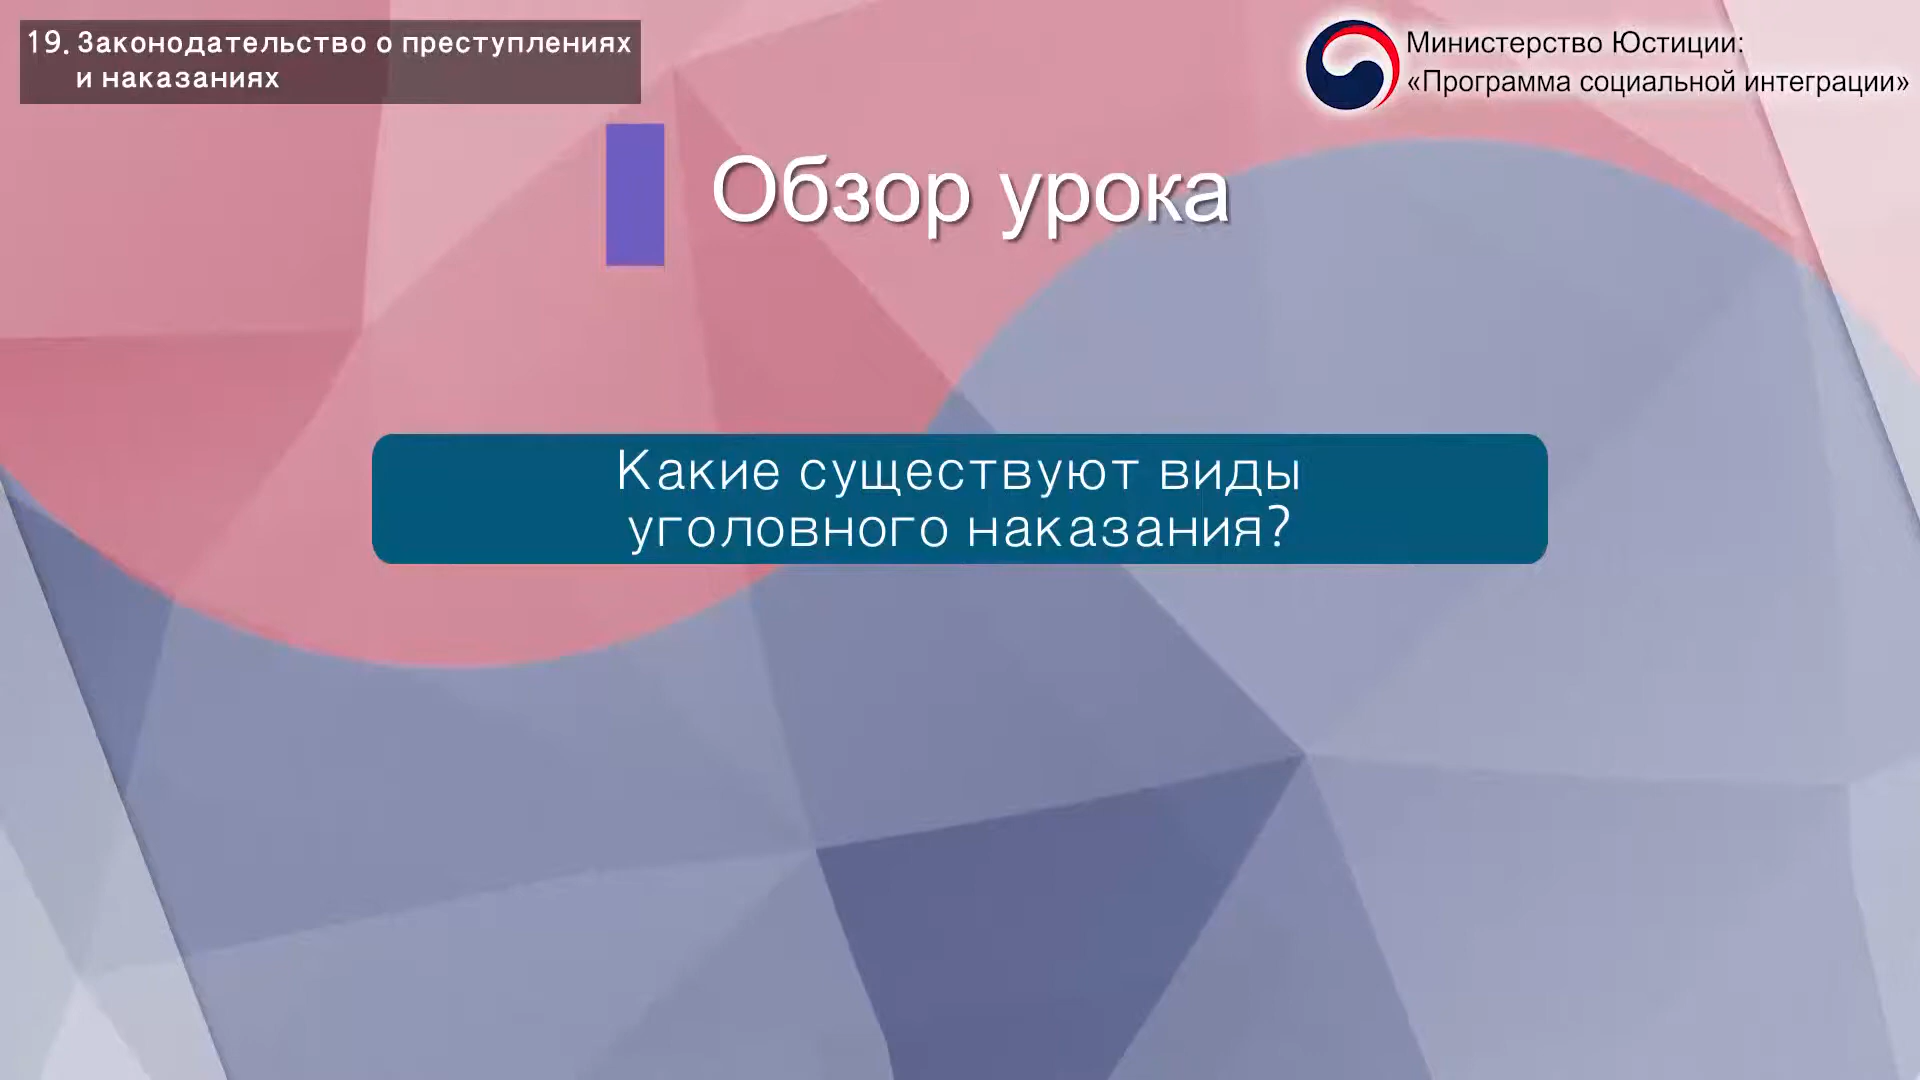 19. Законодательство о преступлениях
и наказаниях
Министерство Юстиции:
«Программа социальной интеграции»
Обзор урока
Какие существуют виды
уголовного наказания?